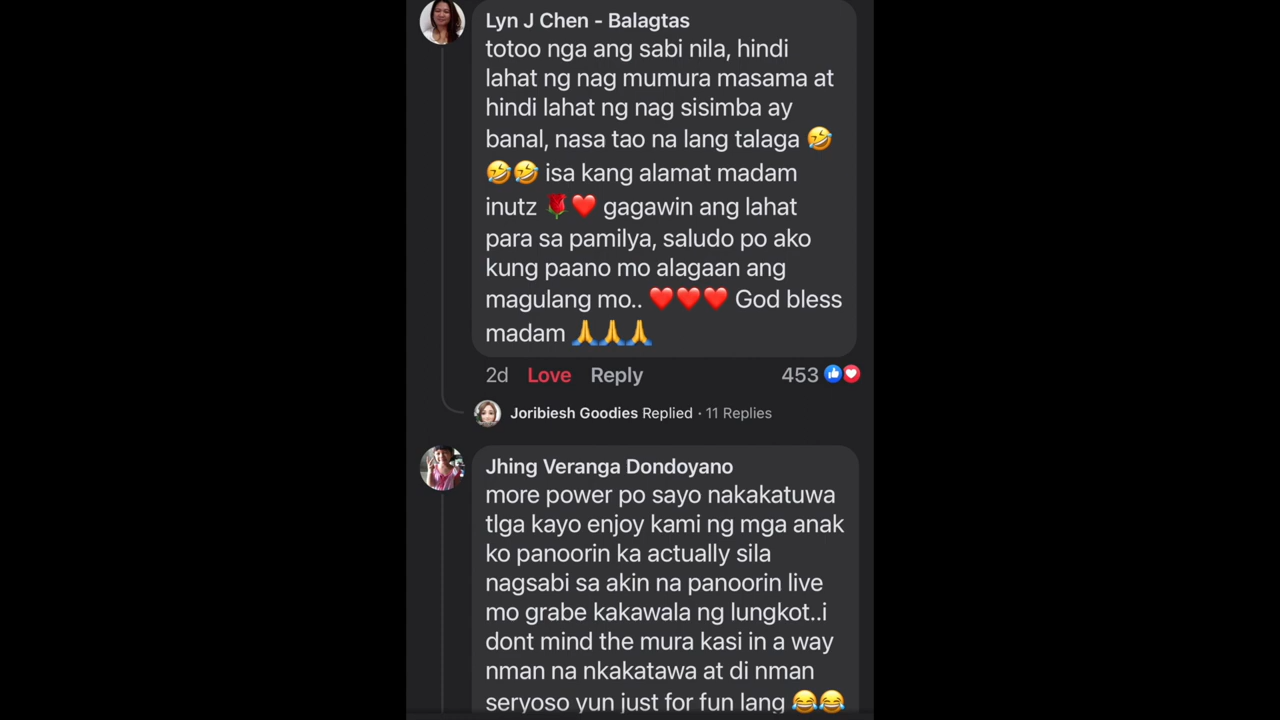 Lyn J Chen - Balagtas
totoo nga ang sabi nila, hindi
lahat ng nag mumura masama at
hindi lahat ng nag sisimba ay
banal, nasa tao na lang talaga 🤣
🤣🤣 isa kang alamat madam
inutz 🌹❤️ gagawin ang lahat
para sa pamilya, saludo po ako
kung paano mo alagaan ang
magulang mo.. ❤️❤️❤️ God bless
madam 🙏🙏🙏
2d Love Reply 453
Joribiesh Goodies Replied · 11 Replies
Jhing Veranga Dondoyano
more power po sayo nakakatuwa
tlga kayo enjoy kami ng mga anak
ko panoorin ka actually sila
nagsabi sa akin na panoorin live
mo grabe kakawala ng lungkot..i
dont mind the mura kasi in a way
nman na nkakatawa at di nman
seryoso yun just for fun lang 😂😂